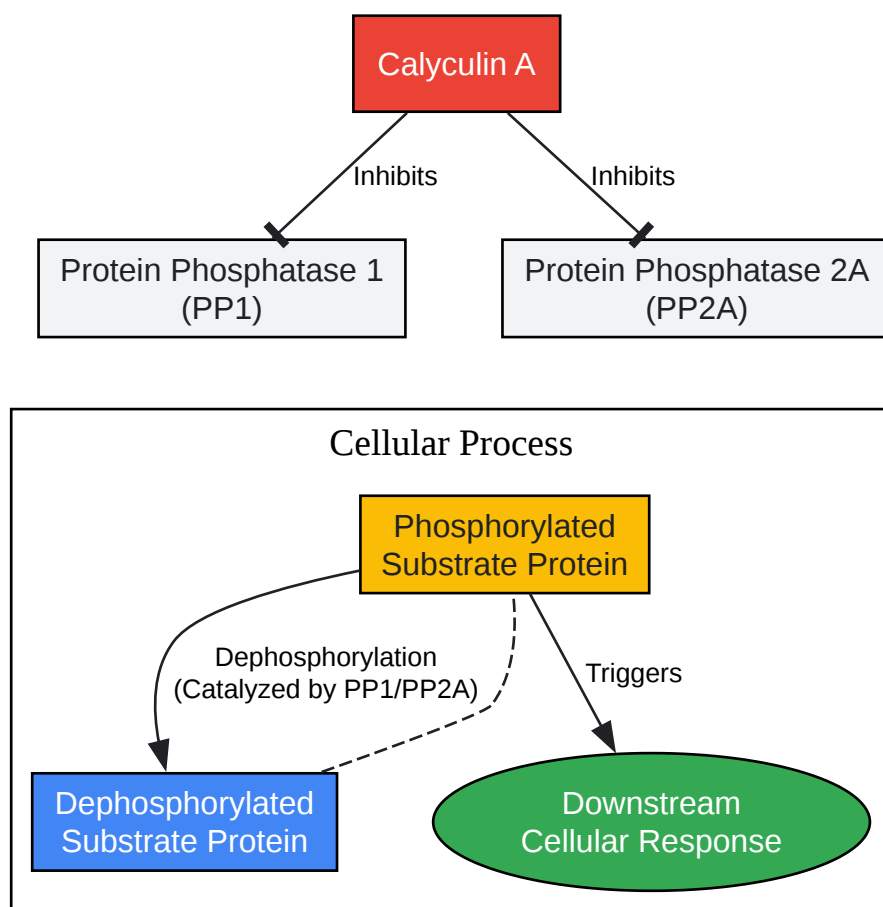 Calyculin A
Inhibits
Inhibits
Protein Phosphatase 1
(PP1)
Protein Phosphatase 2A
(PP2A)
Cellular Process
Phosphorylated
Substrate Protein
Dephosphorylation
(Catalyzed by PP1/PP2A)
Triggers
Dephosphorylated
Substrate Protein
Downstream
Cellular Response